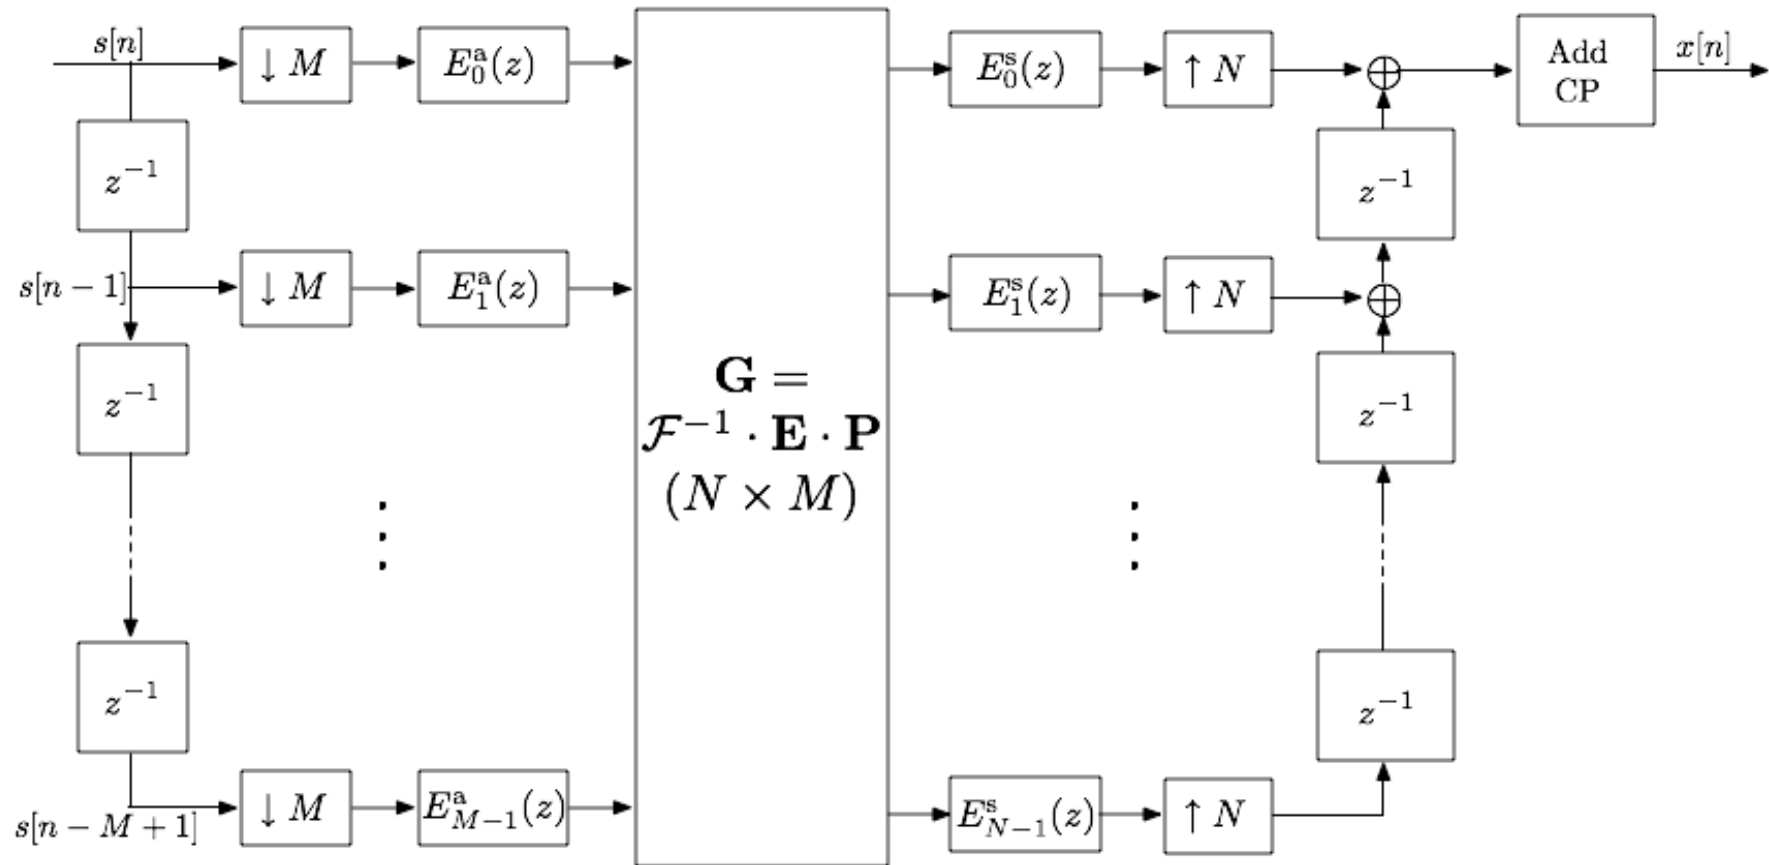 s[n]
↓ M
E₀ᵃ(z)
E₀ˢ(z)
↑ N
⊕
Add
CP
x[n]
z⁻¹
z⁻¹
s[n − 1]
↓ M
E₁ᵃ(z)
E₁ˢ(z)
↑ N
⊕
z⁻¹
z⁻¹
G =
𝓕⁻¹ · E · P
(N × M)
z⁻¹
z⁻¹
s[n − M + 1]
↓ M
Eᵃ_{M−1}(z)
Eˢ_{N−1}(z)
↑ N